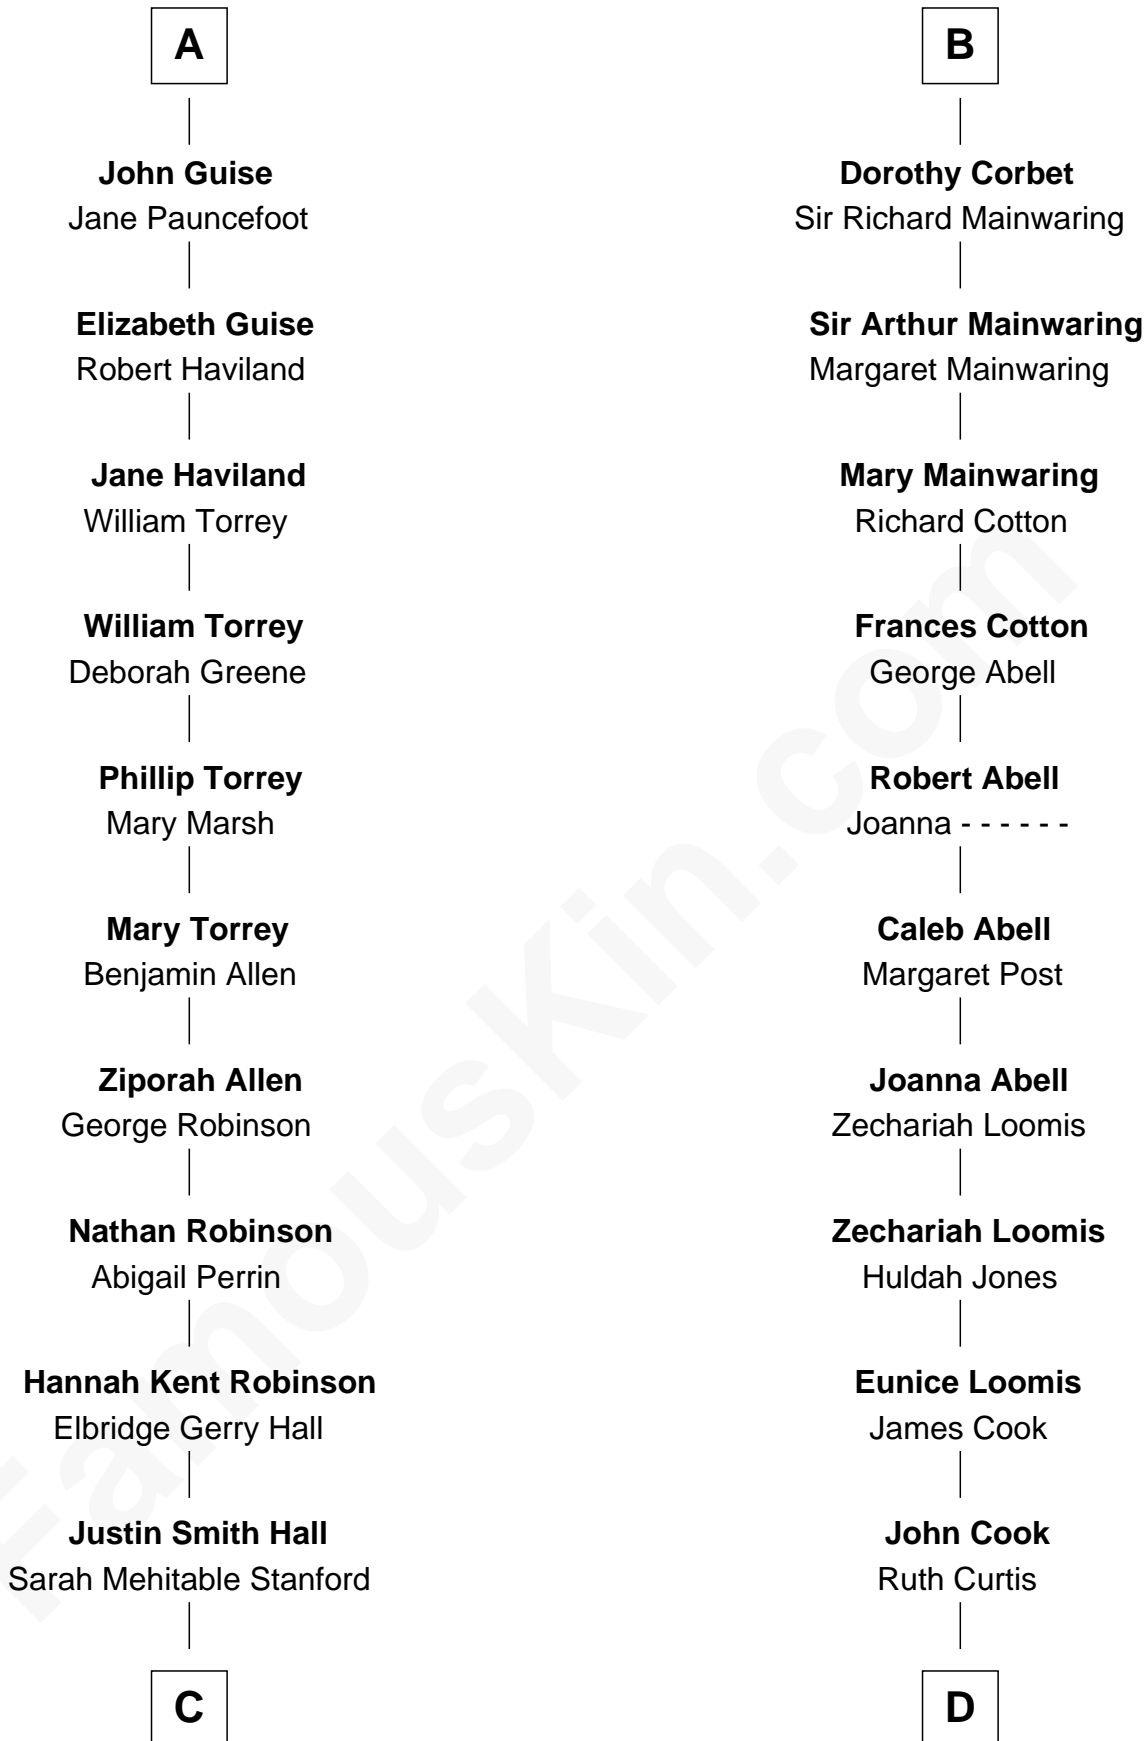 A
John Guise
Jane Pauncefoot
Elizabeth Guise
Robert Haviland
Jane Haviland
William Torrey
William Torrey
Deborah Greene
Phillip Torrey
Mary Marsh
Mary Torrey
Benjamin Allen
Ziporah Allen
George Robinson
Nathan Robinson
Abigail Perrin
Hannah Kent Robinson
Elbridge Gerry Hall
Justin Smith Hall
Sarah Mehitable Stanford
C
B
Dorothy Corbet
Sir Richard Mainwaring
Sir Arthur Mainwaring
Margaret Mainwaring
Mary Mainwaring
Richard Cotton
Frances Cotton
George Abell
Robert Abell
Joanna - - - - - -
Caleb Abell
Margaret Post
Joanna Abell
Zechariah Loomis
Zechariah Loomis
Huldah Jones
Eunice Loomis
James Cook
John Cook
Ruth Curtis
D
FamousKin.com